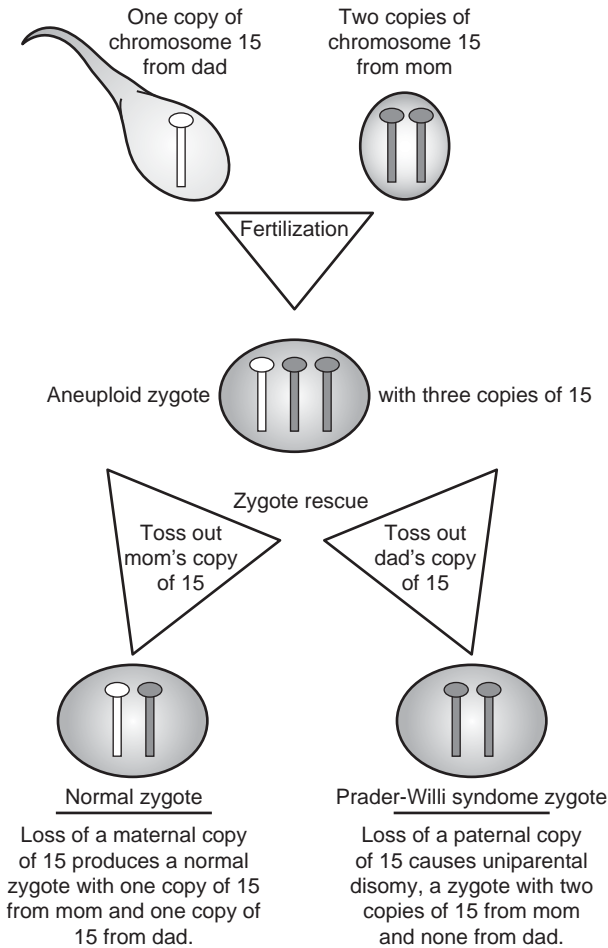 One copy of
chromosome 15
from dad
Two copies of
chromosome 15
from mom
Fertilization
Aneuploid zygote
with three copies of 15
Zygote rescue
Toss out
mom's copy
of 15
Toss out
dad's copy
of 15
Normal zygote
Loss of a maternal copy
of 15 produces a normal
zygote with one copy of 15
from mom and one copy of
15 from dad.
Prader-Willi syndome zygote
Loss of a paternal copy
of 15 causes uniparental
disomy, a zygote with two
copies of 15 from mom
and none from dad.